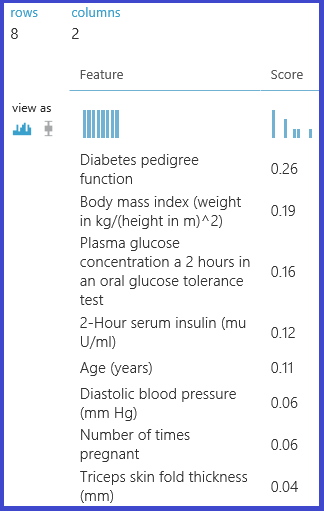 rows columns
8 2
Feature Score
view as
Diabetes pedigree
function 0.26
Body mass index (weight
in kg/(height in m)^2) 0.19
Plasma glucose
concentration a 2 hours in
an oral glucose tolerance
test 0.16
2-Hour serum insulin (mu
U/ml) 0.12
Age (years) 0.11
Diastolic blood pressure
(mm Hg) 0.06
Number of times
pregnant 0.06
Triceps skin fold thickness
(mm) 0.04